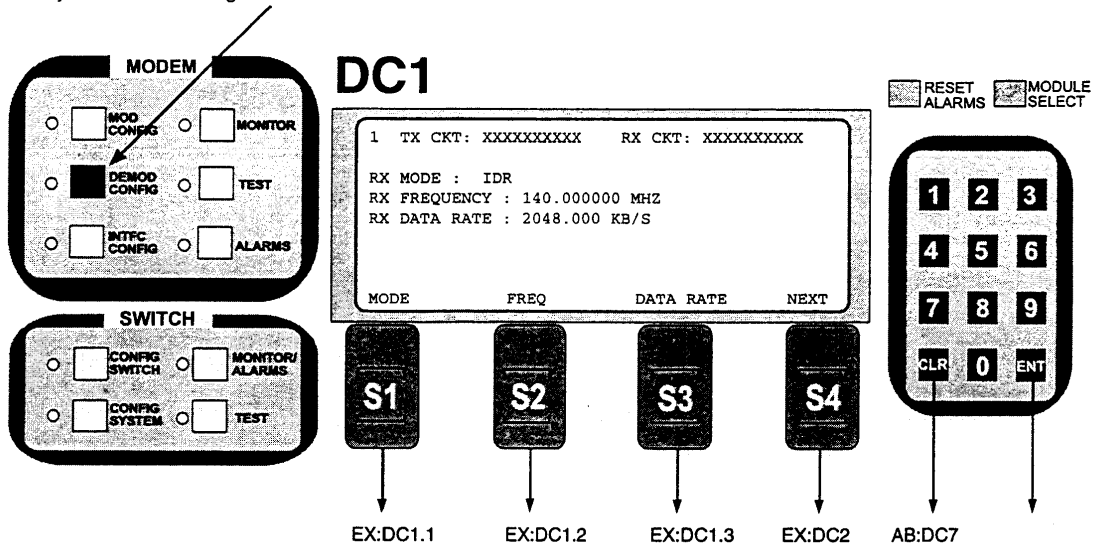 MODEM
MOD CONFIG
MONITOR
DEMOD CONFIG
TEST
INTFC CONFIG
ALARMS
SWITCH
CONFIG SWITCH
MONITOR/ ALARMS
CONFIG SYSTEM
TEST
DC1
1 TX CKT: XXXXXXXXXX RX CKT: XXXXXXXXXX
RX MODE : IDR
RX FREQUENCY : 140.000000 MHZ
RX DATA RATE : 2048.000 KB/S
MODE FREQ DATA RATE NEXT
S1 S2 S3 S4
EX:DC1.1 EX:DC1.2 EX:DC1.3 EX:DC2
RESET ALARMS
MODULE SELECT
1 2 3
4 5 6
7 8 9
CLR 0 ENT
AB:DC7